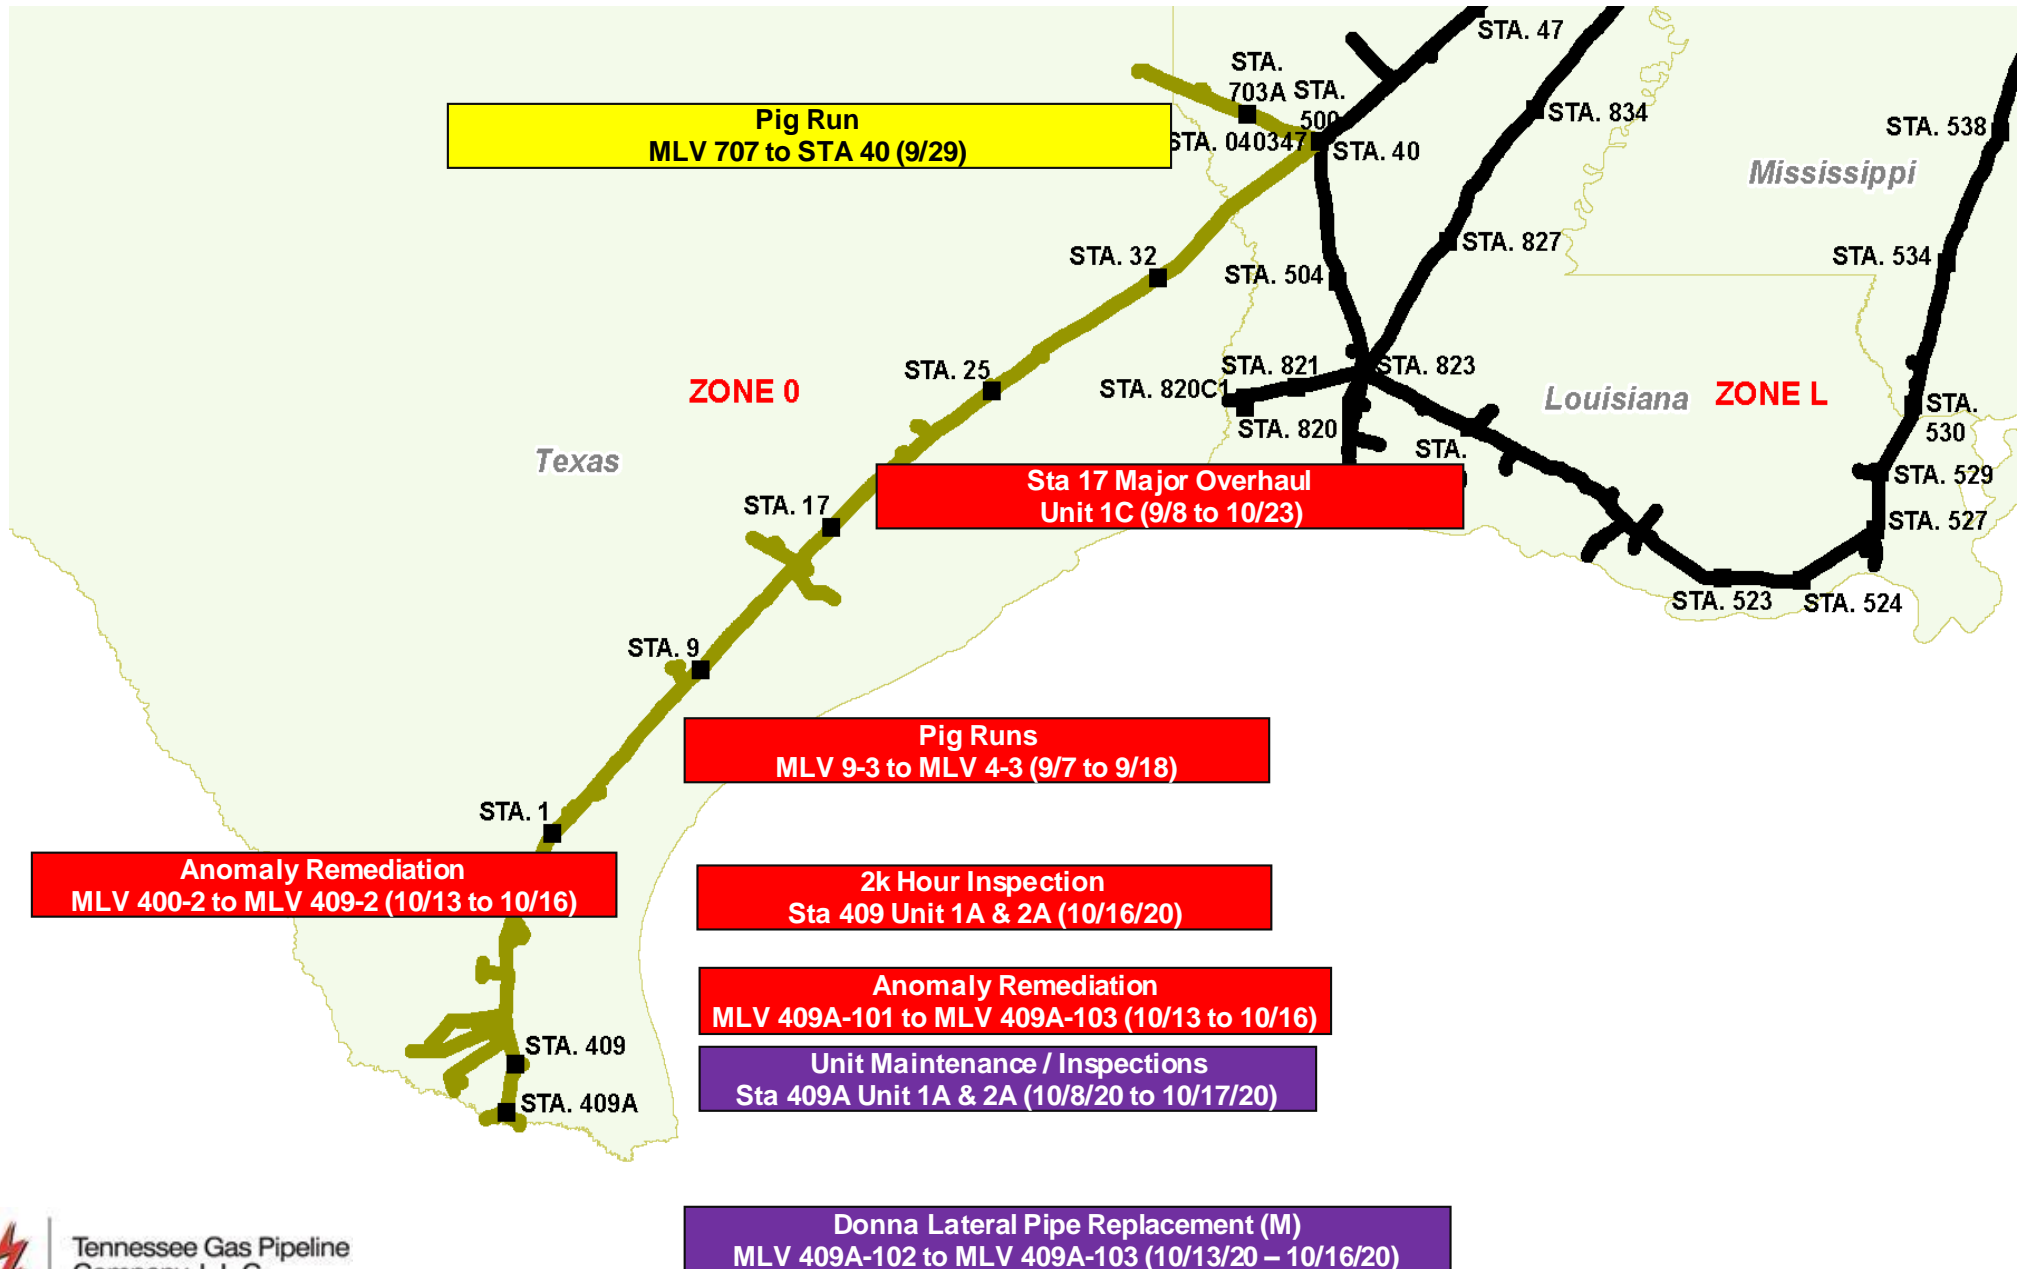 STA. 47
STA.
703A
STA.
500
STA. 834
Pig Run
MLV 707 to STA 40 (9/29)
STA. 040347
STA. 40
STA. 538
Mississippi
STA. 827
STA. 32
STA. 504
STA. 534
STA. 25
STA. 821
STA. 823
ZONE 0
STA. 820C1
Louisiana
ZONE L
STA.
530
STA. 820
STA.
Texas
STA. 529
Sta 17 Major Overhaul
Unit 1C (9/8 to 10/23)
STA. 17
STA. 527
STA. 523
STA. 524
STA. 9
Pig Runs
MLV 9-3 to MLV 4-3 (9/7 to 9/18)
STA. 1
Anomaly Remediation
MLV 400-2 to MLV 409-2 (10/13 to 10/16)
2k Hour Inspection
Sta 409 Unit 1A & 2A (10/16/20)
Anomaly Remediation
MLV 409A-101 to MLV 409A-103 (10/13 to 10/16)
STA. 409
Unit Maintenance / Inspections
Sta 409A Unit 1A & 2A (10/8/20 to 10/17/20)
STA. 409A
Donna Lateral Pipe Replacement (M)
MLV 409A-102 to MLV 409A-103 (10/13/20 – 10/16/20)
Tennessee Gas Pipeline